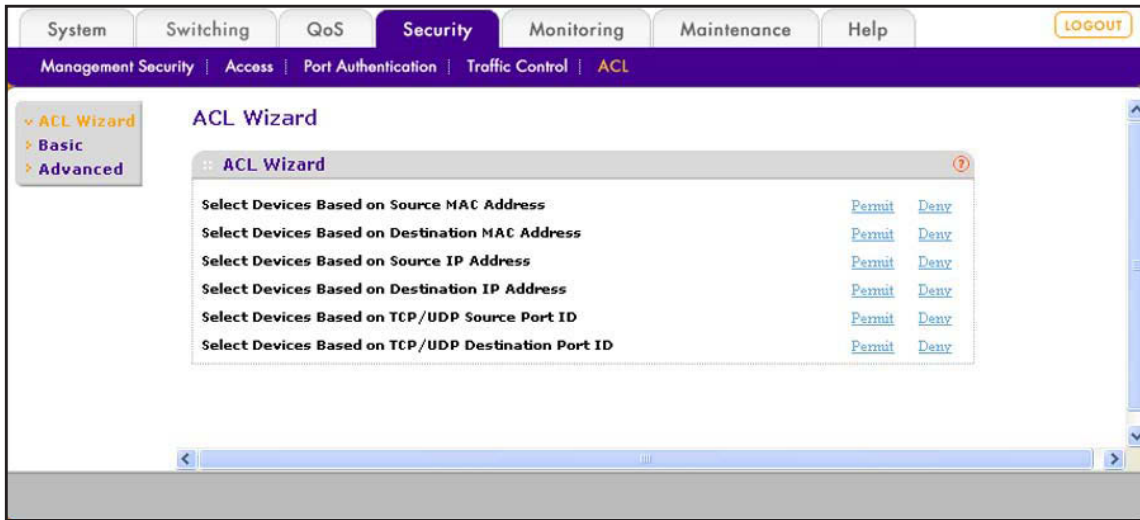 System Switching QoS Security Monitoring Maintenance Help LOGOUT
Management Security | Access | Port Authentication | Traffic Control | ACL
ACL Wizard
Basic
Advanced
ACL Wizard
ACL Wizard ?
Select Devices Based on Source MAC Address Permit Deny
Select Devices Based on Destination MAC Address Permit Deny
Select Devices Based on Source IP Address Permit Deny
Select Devices Based on Destination IP Address Permit Deny
Select Devices Based on TCP/UDP Source Port ID Permit Deny
Select Devices Based on TCP/UDP Destination Port ID Permit Deny